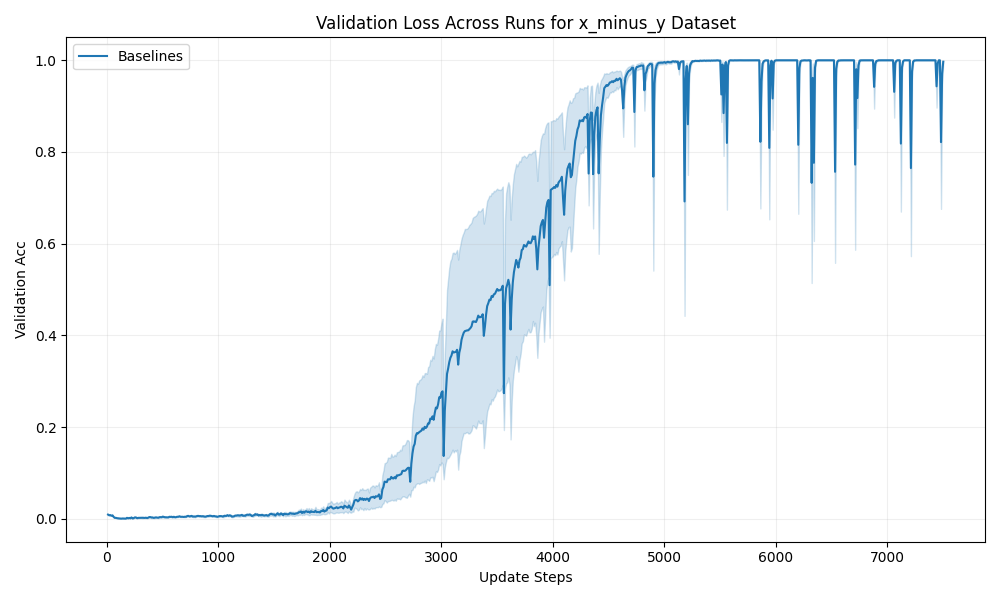 Validation Loss Across Runs for x_minus_y Dataset
Baselines
Validation Acc
1.0
0.8
0.6
0.4
0.2
0.0
0 1000 2000 3000 4000 5000 6000 7000
Update Steps